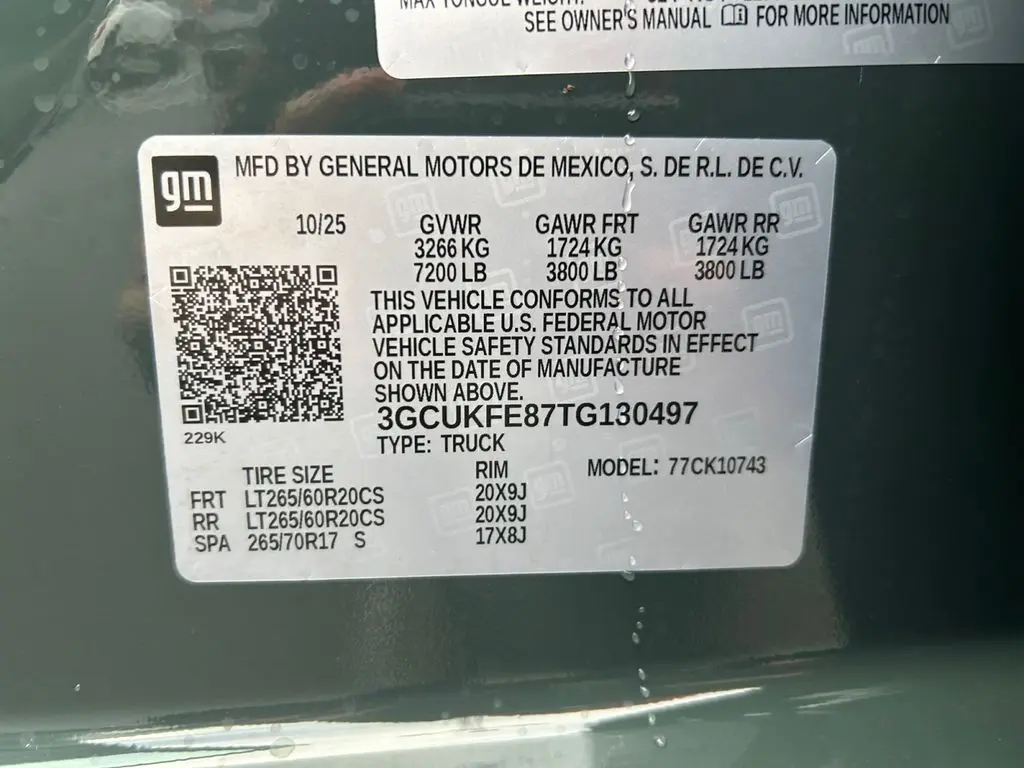 MAX TONGUE WEIGHT:
SEE OWNER'S MANUAL FOR MORE INFORMATION
gm
MFD BY GENERAL MOTORS DE MEXICO, S. DE R.L. DE C.V.
10/25 GVWR GAWR FRT GAWR RR
3266 KG 1724 KG 1724 KG
7200 LB 3800 LB 3800 LB
THIS VEHICLE CONFORMS TO ALL
APPLICABLE U.S. FEDERAL MOTOR
VEHICLE SAFETY STANDARDS IN EFFECT
ON THE DATE OF MANUFACTURE
SHOWN ABOVE.
3GCUKFE87TG130497
229K
TYPE: TRUCK
TIRE SIZE RIM MODEL: 77CK10743
FRT LT265/60R20CS 20X9J
RR LT265/60R20CS 20X9J
SPA 265/70R17 S 17X8J